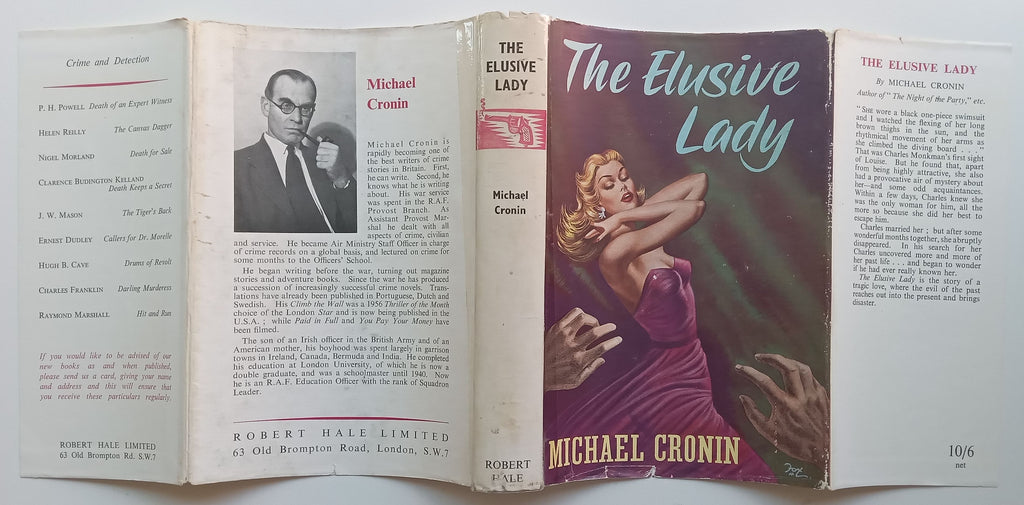 Crime and Detection
P. H. POWELL Death of an Expert Witness
HELEN REILLY The Canvas Dagger
NIGEL MORLAND Death for Sale
CLARENCE BUDINGTON KELLAND
Death Keeps a Secret
J. W. MASON The Tiger's Back
ERNEST DUDLEY Callers for Dr. Morelle
HUGH B. CAVE Drums of Revolt
CHARLES FRANKLIN Darling Murderess
RAYMOND MARSHALL Hit and Run
If you would like to be advised of our
new books as and when published,
please send us a card, giving your name
and address and this will ensure that
you receive these particulars regularly.
ROBERT HALE LIMITED
63 Old Brompton Rd. S.W.7
Michael
Cronin
Michael Cronin is
rapidly becoming one of
the best writers of crime
stories in Britain. First,
he can write. Second, he
knows what he is writing
about. His war service
was spent in the R.A.F.
Provost Branch. As
Assistant Provost Mar-
shal he dealt with all
aspects of crime, civilian
and service. He became Air Ministry Staff Officer in charge
of crime records on a global basis, and lectured on crime for
some months to the Officers' School.
He began writing before the war, turning out magazine
stories and adventure books. Since the war he has produced
a succession of increasingly successful crime novels. Trans-
lations have already been published in Portuguese, Dutch and
Swedish. His Climb the Wall was a 1956 Thriller of the Month
choice of the London Star and is now being published in the
U.S.A.; while Paid in Full and You Pay Your Money have
been filmed.
The son of an Irish officer in the British Army and of an
American mother, his boyhood was spent largely in garrison
towns in Ireland, Canada, Bermuda and India. He completed
his education at London University, of which he is now a
double graduate, and was a schoolmaster until 1940. Now
he is an R.A.F. Education Officer with the rank of Squadron
Leader.
ROBERT HALE LIMITED
63 Old Brompton Road, London, S.W.7
THE
ELUSIVE
LADY
Michael
Cronin
ROBERT
HALE
The Elusive
Lady
MICHAEL CRONIN
THE ELUSIVE LADY
By MICHAEL CRONIN
Author of "The Night of the Party," etc.
"SHE wore a black one-piece swimsuit
and I watched the flexing of her long
brown thighs in the sun, and the
rhythmical movement of her arms as
she climbed the diving board . . ."
That was Charles Monkman's first sight
of Louise. But he found that, apart
from being highly attractive, she also
had a provocative air of mystery about
her—and some odd acquaintances.
Within a few days, Charles knew she
was the only woman for him, all the
more so because she did her best to
escape him.
Charles married her; but after some
wonderful months together, she abruptly
disappeared. In his search for her
Charles uncovered more and more of
her past life . . . and began to wonder
if he had ever really known her.
The Elusive Lady is the story of a
tragic love, where the evil of the past
reaches out into the present and brings
disaster.
10/6
net